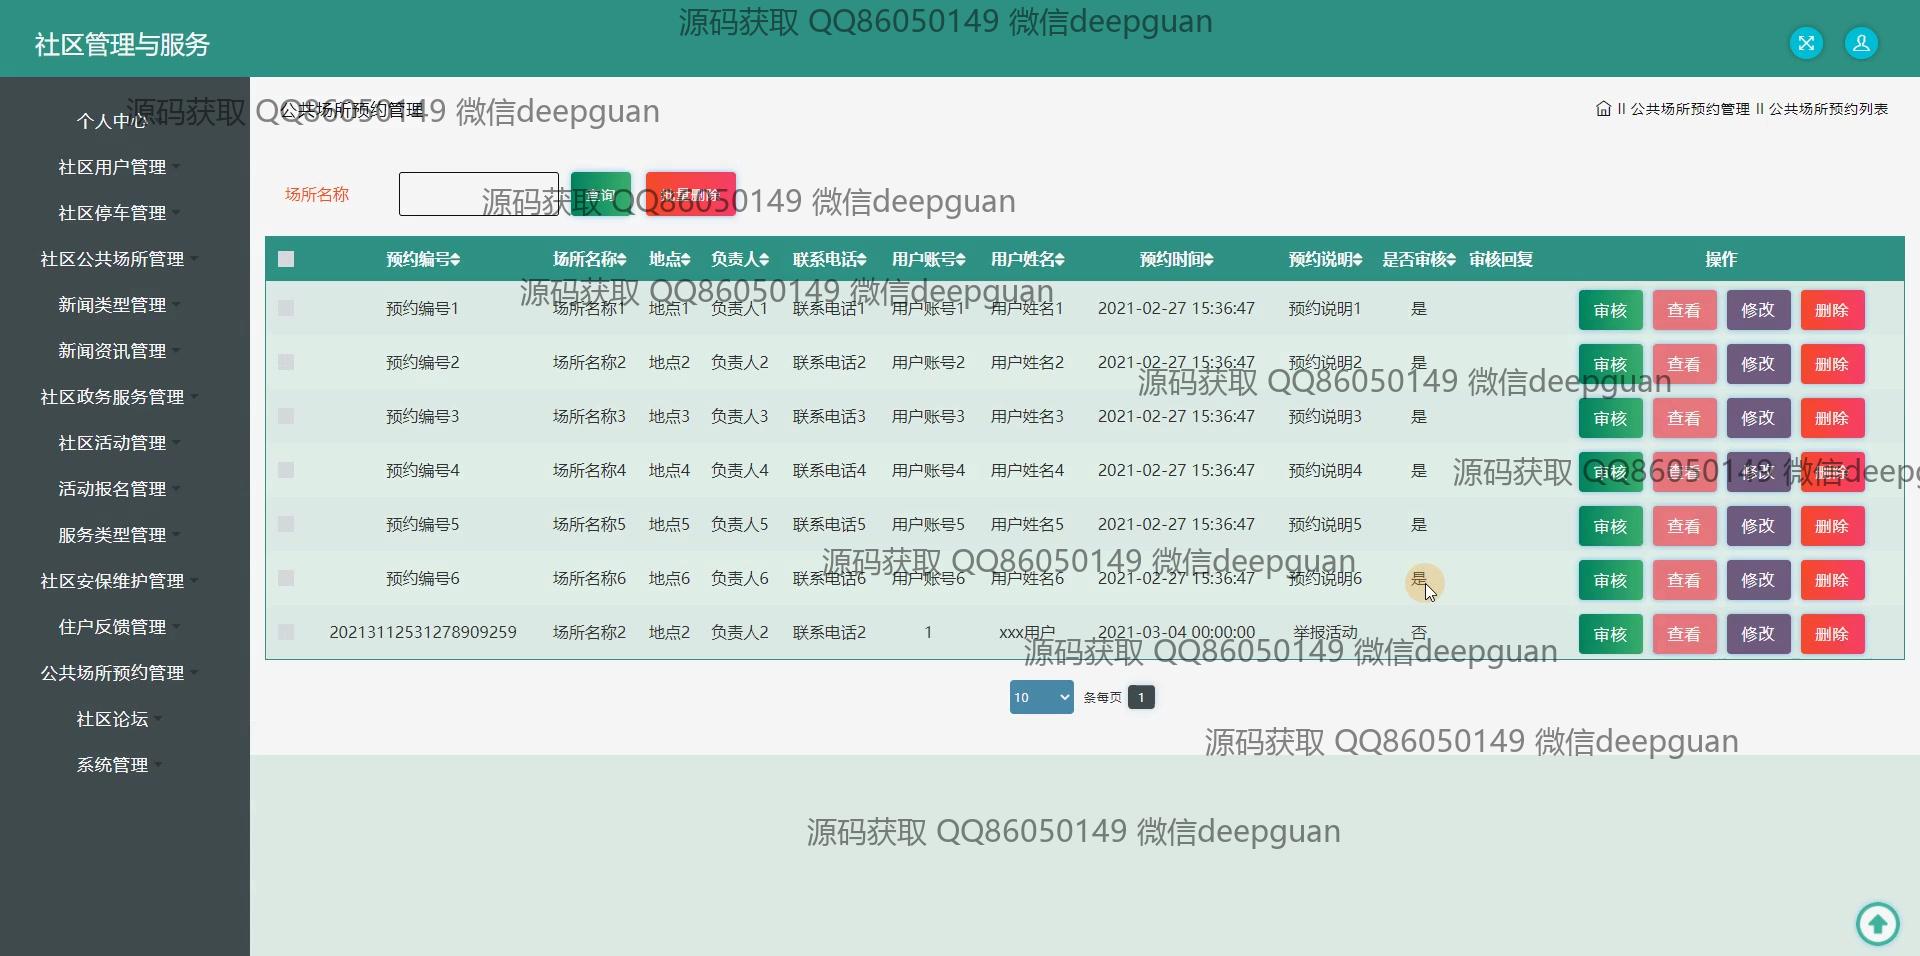 源码获取 QQ86050149 微信deepguan
社区管理与服务
源码获取 QQ86050149 微信deepguan
公共场所预约管理
公共场所预约管理 公共场所预约列表
个人中心
社区用户管理
社区停车管理
社区公共场所管理
新闻类型管理
新闻资讯管理
社区政务服务管理
社区活动管理
活动报名管理
服务类型管理
社区安保维护管理
住户反馈管理
公共场所预约管理
社区论坛
系统管理
场所名称 查询 批量删除
源码获取 QQ86050149 微信deepguan
预约编号 场所名称 地点 负责人 联系电话 用户账号 用户姓名 预约时间 预约说明 是否审核 审核回复 操作
源码获取 QQ86050149 微信deepguan
预约编号1 场所名称1 地点1 负责人1 联系电话1 用户账号1 用户姓名1 2021-02-27 15:36:47 预约说明1 是 审核 查看 修改 删除
预约编号2 场所名称2 地点2 负责人2 联系电话2 用户账号2 用户姓名2 2021-02-27 15:36:47 预约说明2 是 审核 查看 修改 删除
源码获取 QQ86050149 微信deepguan
预约编号3 场所名称3 地点3 负责人3 联系电话3 用户账号3 用户姓名3 2021-02-27 15:36:47 预约说明3 是 审核 查看 修改 删除
预约编号4 场所名称4 地点4 负责人4 联系电话4 用户账号4 用户姓名4 2021-02-27 15:36:47 预约说明4 是 审核 查看 修改 删除
源码获取 QQ86050149 微信deepg
预约编号5 场所名称5 地点5 负责人5 联系电话5 用户账号5 用户姓名5 2021-02-27 15:36:47 预约说明5 是 审核 查看 修改 删除
源码获取 QQ86050149 微信deepguan
预约编号6 场所名称6 地点6 负责人6 联系电话6 用户账号6 用户姓名6 2021-02-27 15:36:47 预约说明6 是 审核 查看 修改 删除
20213112531278909259 场所名称2 地点2 负责人2 联系电话2 1 xxx用户 2021-03-04 00:00:00 举报活动 否 审核 查看 修改 删除
源码获取 QQ86050149 微信deepguan
10 条每页 1
源码获取 QQ86050149 微信deepguan
源码获取 QQ86050149 微信deepguan